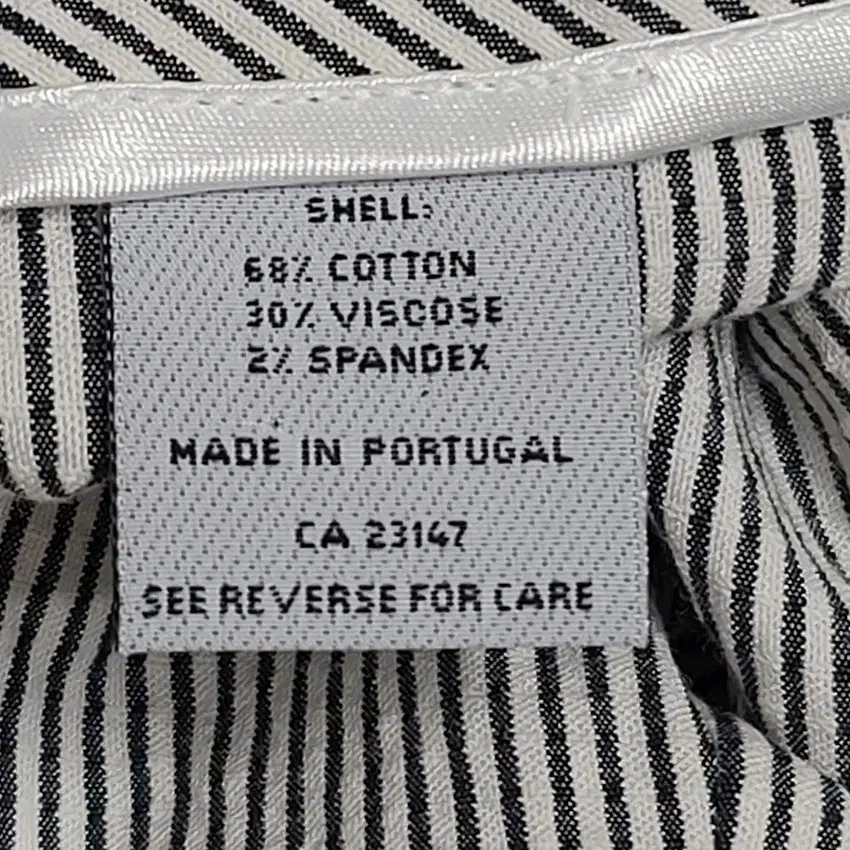 SHELL:
68% COTTON
30% VISCOSE
2% SPANDEX
MADE IN PORTUGAL
CA 23147
SEE REVERSE FOR CARE